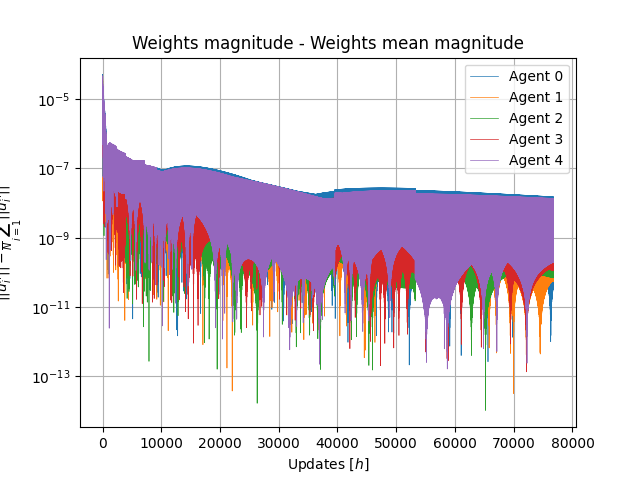 Weights magnitude - Weights mean magnitude
Agent 0
Agent 1
Agent 2
Agent 3
Agent 4
10⁻⁵
10⁻⁷
10⁻⁹
10⁻¹¹
10⁻¹³
0 10000 20000 30000 40000 50000 60000 70000 80000
Updates [h]